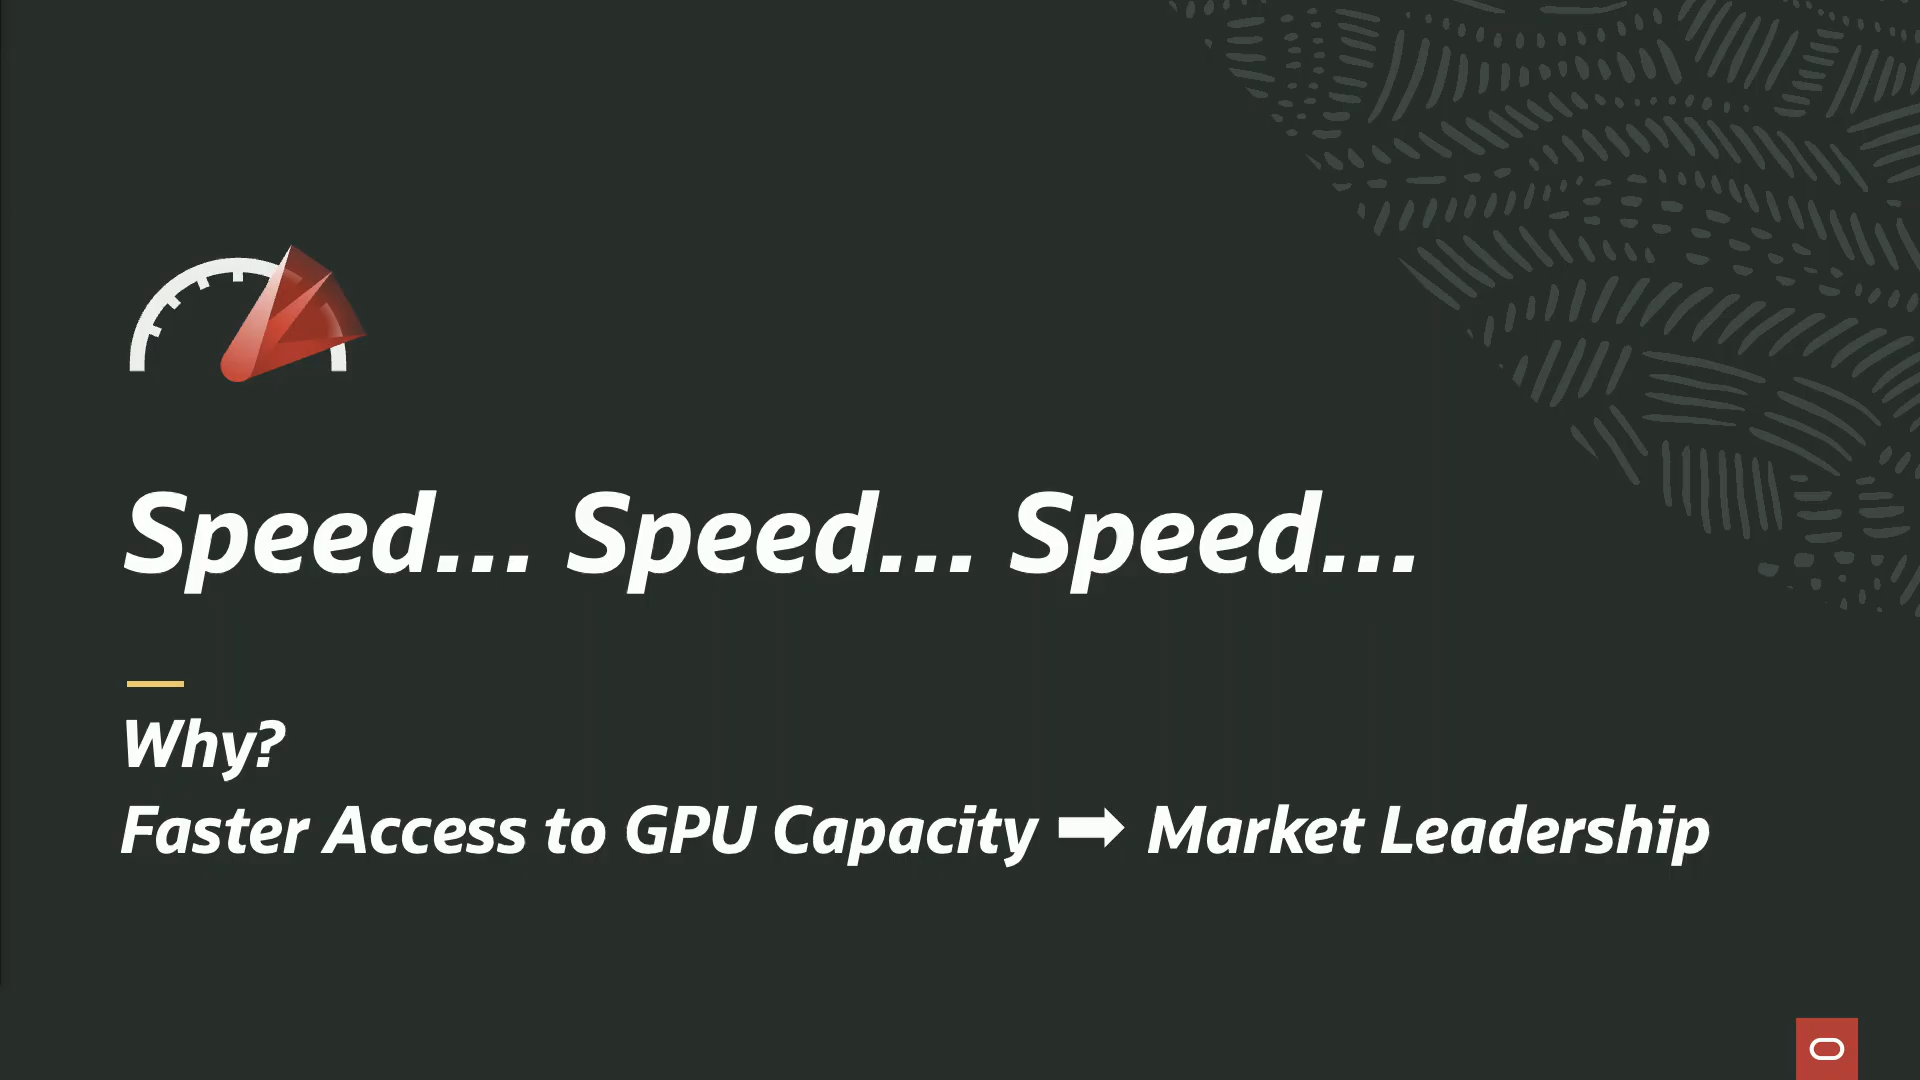 Speed... Speed... Speed...
Why?
Faster Access to GPU Capacity ➡ Market Leadership